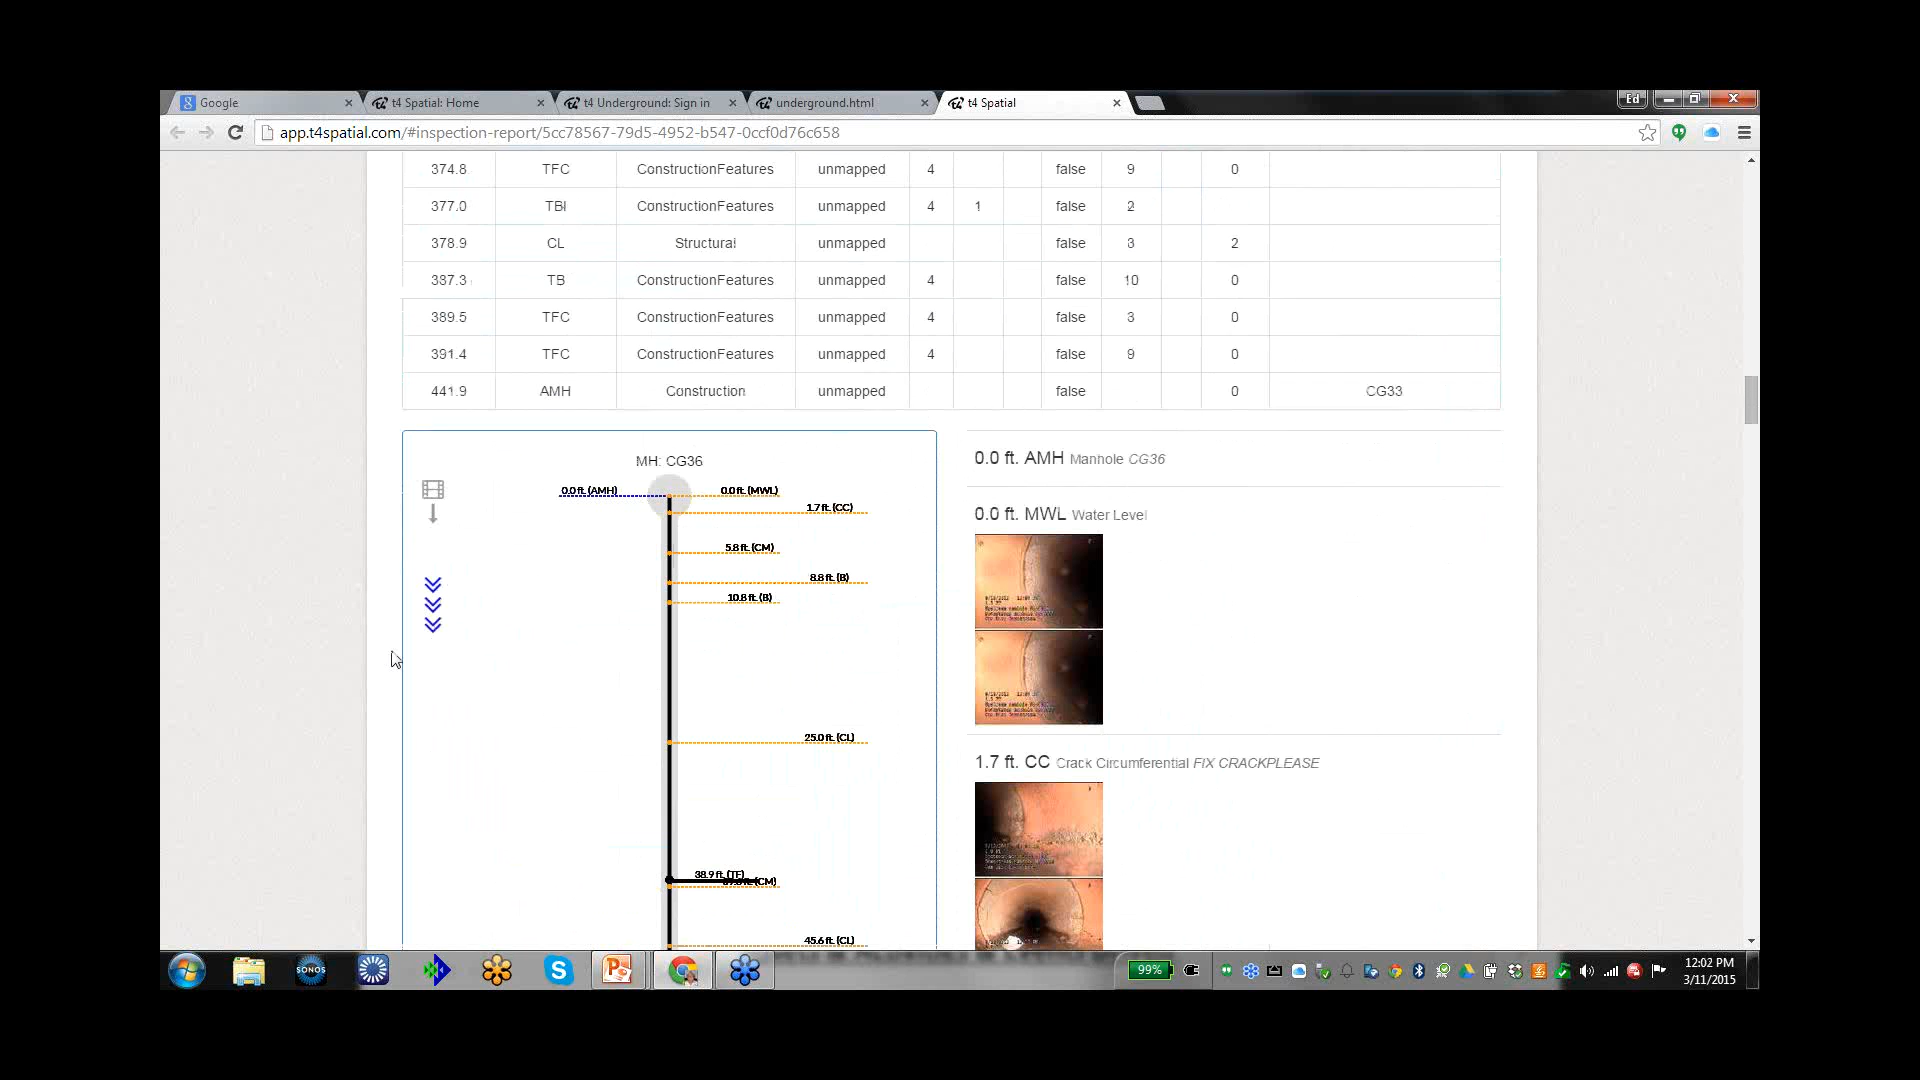 Google
t4 Spatial: Home
t4 Underground: Sign in
underground.html
t4 Spatial
Ed
app.t4spatial.com/#inspection-report/5cc78567-79d5-4952-b547-0ccf0d76c658
374.8 TFC ConstructionFeatures unmapped 4 false 9 0
377.0 TBI ConstructionFeatures unmapped 4 1 false 2
378.9 CL Structural unmapped false 3 2
387.3 TB ConstructionFeatures unmapped 4 false 10 0
389.5 TFC ConstructionFeatures unmapped 4 false 3 0
391.4 TFC ConstructionFeatures unmapped 4 false 9 0
441.9 AMH Construction unmapped false 0 CG33
MH: CG36
0.0 ft. (AMH)
0.0 ft. (MWL)
1.7 ft. (CC)
5.8 ft. (CM)
8.8 ft. (B)
10.8 ft. (B)
25.0 ft. (CL)
38.9 ft. (TF)
(CM)
45.6 ft. (CL)
0.0 ft. AMH Manhole CG36
0.0 ft. MWL Water Level
1.7 ft. CC Crack Circumferential FIX CRACKPLEASE
SONOS
99%
12:02 PM
3/11/2015